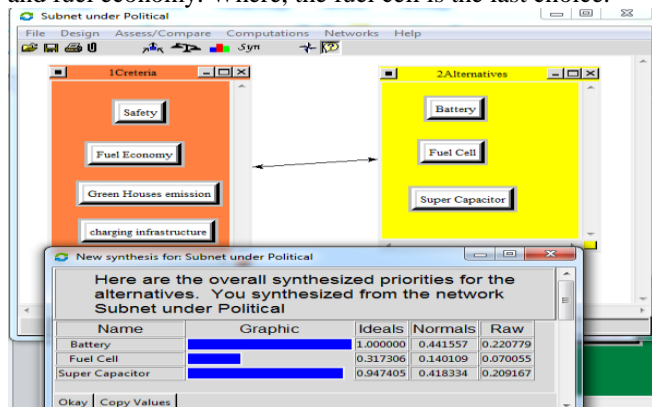 and fuel economy. Where, the fuel cell is the last choice.
Subnet under Political
File Design Assess/Compare Computations Networks Help
Syn
1Creteria
2Alternatives
Safety
Fuel Economy
Green Houses emission
charging infrastructure
Battery
Fuel Cell
Super Capacitor
New synthesis for: Subnet under Political
Here are the overall synthesized priorities for the
alternatives. You synthesized from the network
Subnet under Political
Name Graphic Ideals Normals Raw
Battery 1.000000 0.441557 0.220779
Fuel Cell 0.317306 0.140109 0.070055
Super Capacitor 0.947405 0.418334 0.209167
Okay Copy Values